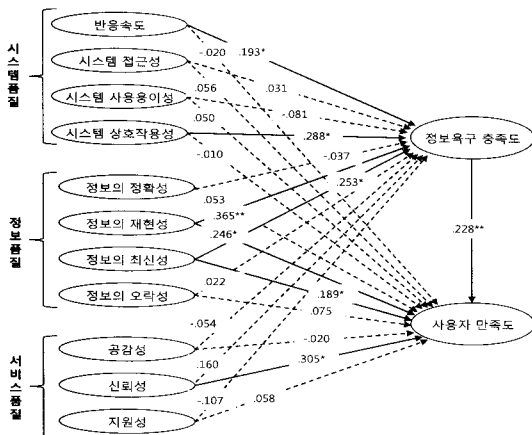 시스템품질
반응속도
시스템 접근성
시스템 사용용이성
시스템 상호작용성
정보품질
정보의 정확성
정보의 재현성
정보의 최신성
정보의 오락성
서비스품질
공감성
신뢰성
지원성
정보욕구 충족도
사용자 만족도
-.020
.193*
.056
.031
.050
-.081
.288*
-.010
-.037
.053
.253*
.365**
.246*
.228**
.022
.189*
.075
-.054
-.020
.160
.305*
-.107
.058